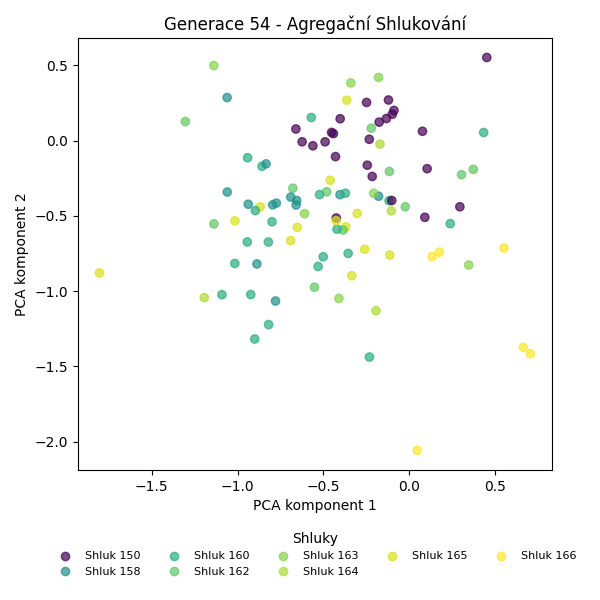 Generace 54 - Agregační Shlukování
PCA komponent 2
0.5
0.0
−0.5
−1.0
−1.5
−2.0
−1.5 −1.0 −0.5 0.0 0.5
PCA komponent 1
Shluky
Shluk 150 Shluk 160 Shluk 163 Shluk 165 Shluk 166
Shluk 158 Shluk 162 Shluk 164